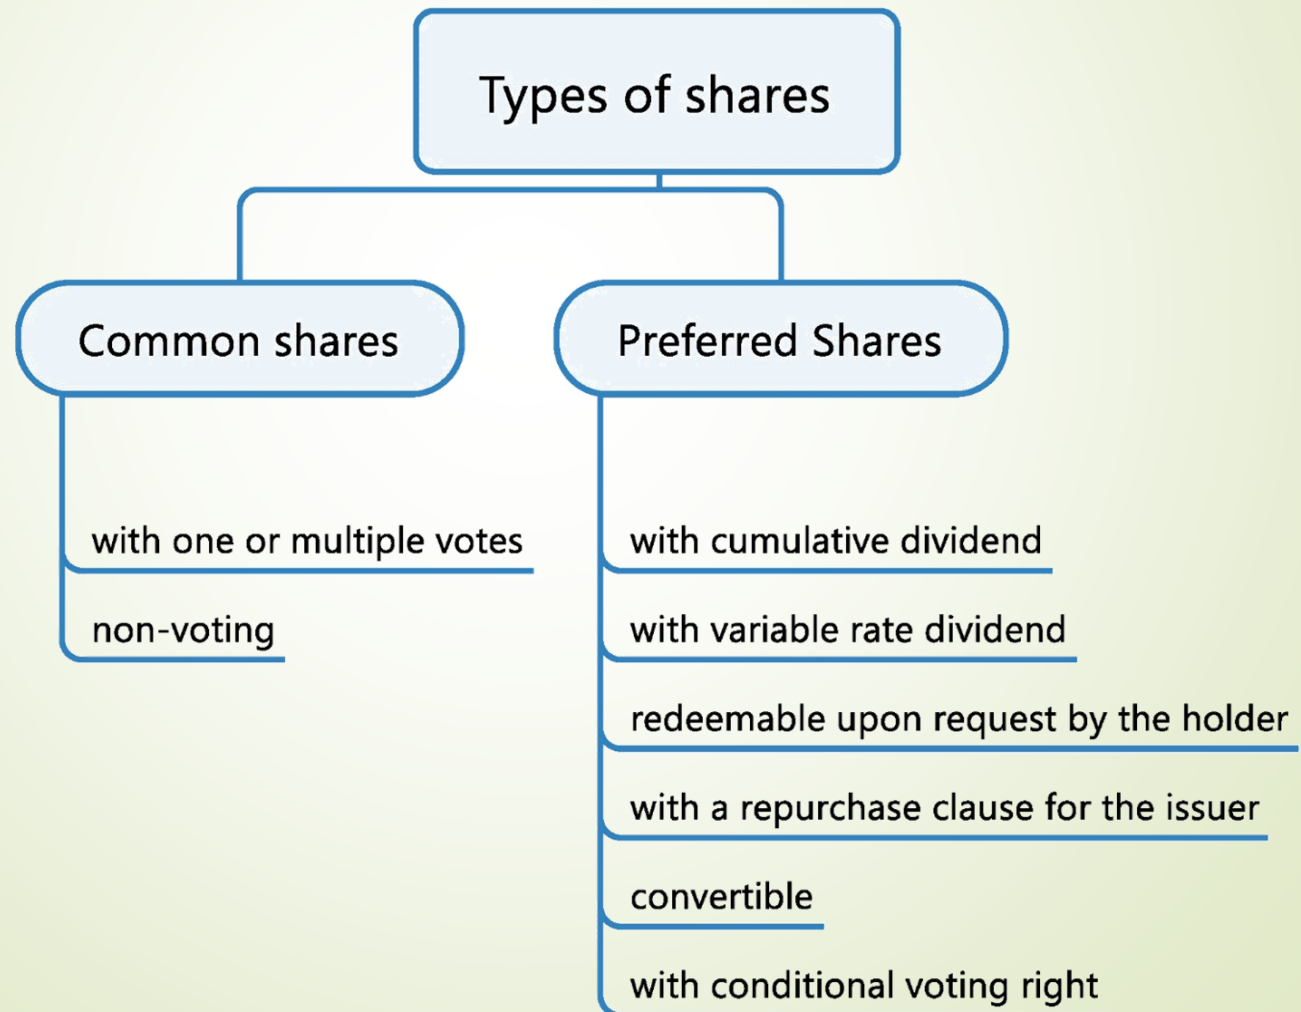 Types of shares
Common shares
with one or multiple votes
non-voting
Preferred Shares
with cumulative dividend
with variable rate dividend
redeemable upon request by the holder
with a repurchase clause for the issuer
convertible
with conditional voting right